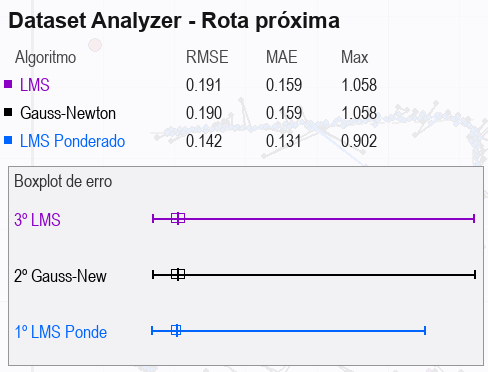 Dataset Analyzer - Rota próxima
Algoritmo RMSE MAE Max
LMS 0.191 0.159 1.058
Gauss-Newton 0.190 0.159 1.058
LMS Ponderado 0.142 0.131 0.902
Boxplot de erro
3º LMS
2º Gauss-New
1º LMS Ponde